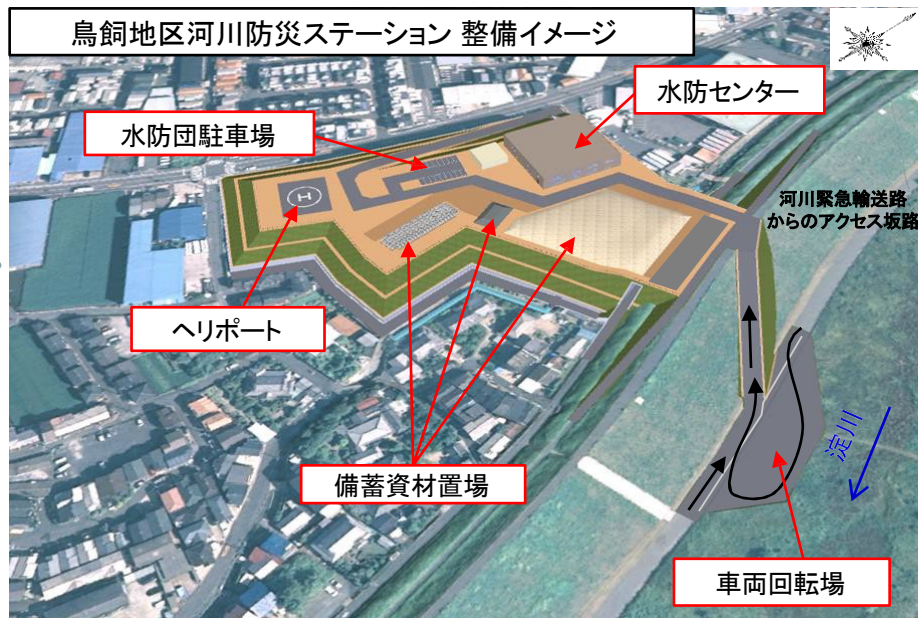 鳥飼地区河川防災ステーション 整備イメージ
水防センター
水防団駐車場
河川緊急輸送路
からのアクセス坂路
H
ヘリポート
備蓄資材置場
淀川
車両回転場